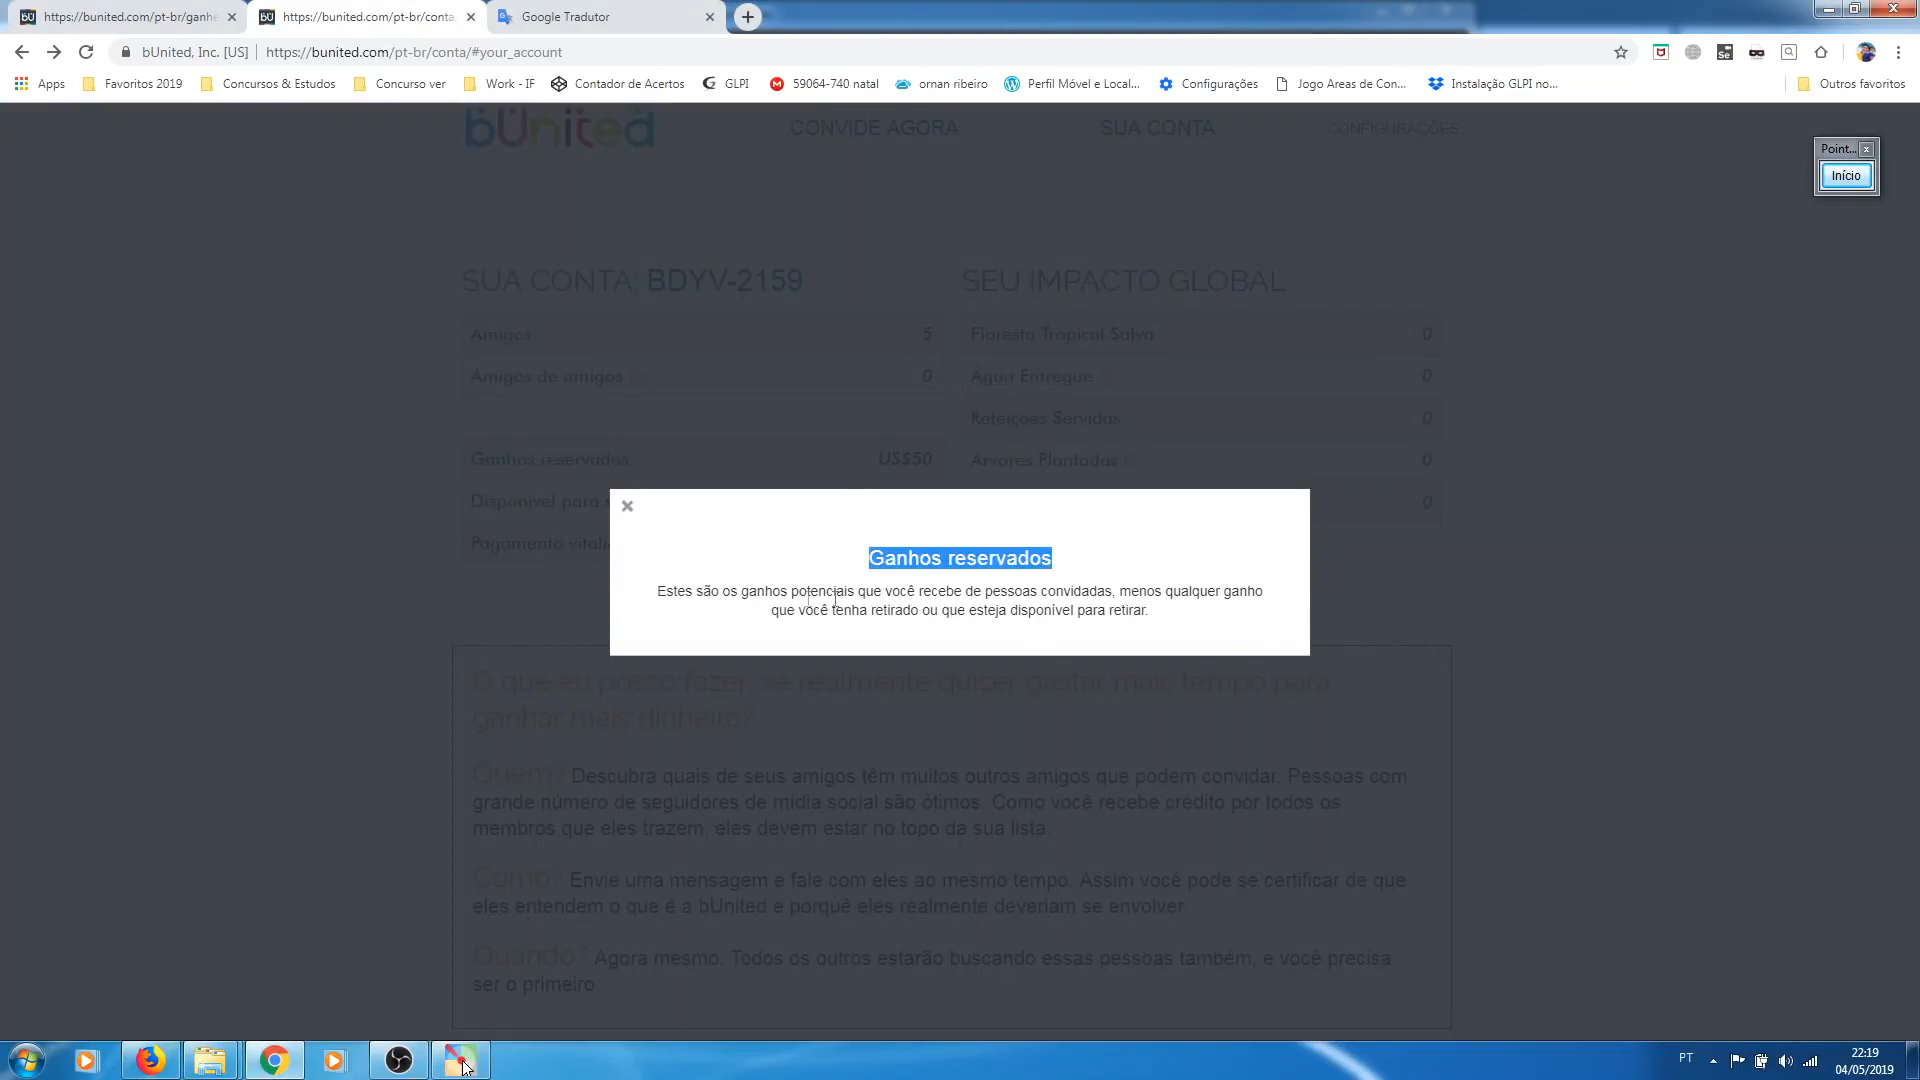 https://bunited.com/pt-br/ganhe
https://bunited.com/pt-br/conta
Google Tradutor
bUnited, Inc. [US]
https://bunited.com/pt-br/conta/#your_account
Apps
Favoritos 2019
Concursos & Estudos
Concurso ver
Work - IF
Contador de Acertos
GLPI
59064-740 natal
ornan ribeiro
Perfil Móvel e Local...
Configurações
Jogo Areas de Con...
Instalação GLPI no...
Outros favoritos
bUnited
CONVIDE AGORA
SUA CONTA
CONFIGURAÇÕES
Point...
Início
SUA CONTA: BDYV-2159
Amigos 5
Amigos de amigos 0
Ganhos reservados US$50
Disponível para
Pagamento
SEU IMPACTO GLOBAL
Floresta Tropical Salva 0
Água Entregue 0
Refeições Servidas 0
Árvores Plantadas 0
0
Ganhos reservados
Estes são os ganhos potenciais que você recebe de pessoas convidadas, menos qualquer ganho
que você tenha retirado ou que esteja disponível para retirar.
O que eu posso fazer, se realmente quiser gastar mais tempo para
ganhar mais dinheiro?
Quem? Descubra quais de seus amigos têm muitos outros amigos que podem convidar. Pessoas com
grande número de seguidores de mídia social são ótimos. Como você recebe crédito por todos os
membros que eles trazem, eles devem estar no topo da sua lista.
Como? Envie uma mensagem e fale com eles ao mesmo tempo. Assim você pode se certificar de que
eles entendem o que é a bUnited e porquê eles realmente deveriam se envolver
Quando? Agora mesmo. Todos os outros estarão buscando essas pessoas também, e você precisa
ser o primeiro
PT
22:19
04/05/2019